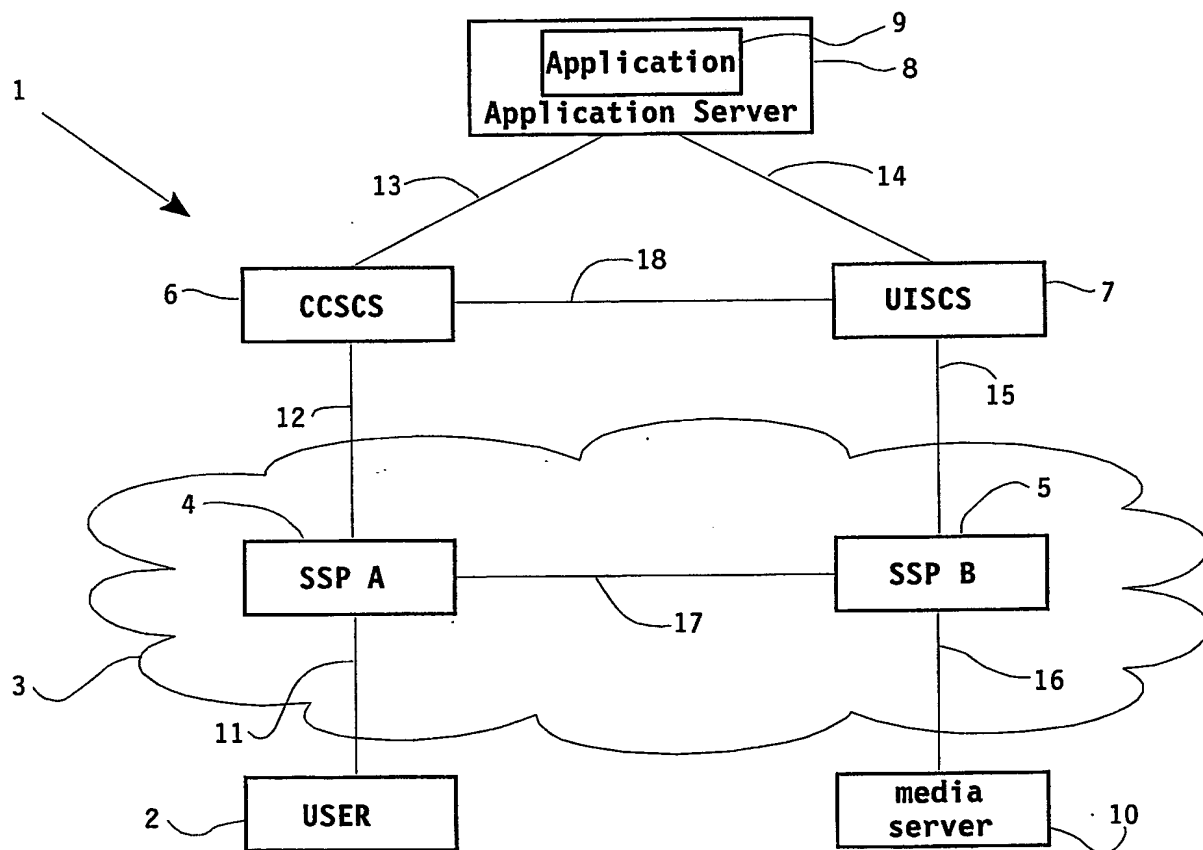 9
Application
8
1
Application Server
13
14
18
6
CCSCS
UISCS
7
12
15
4
5
SSP A
SSP B
17
3
11
16
2
USER
media
server
10